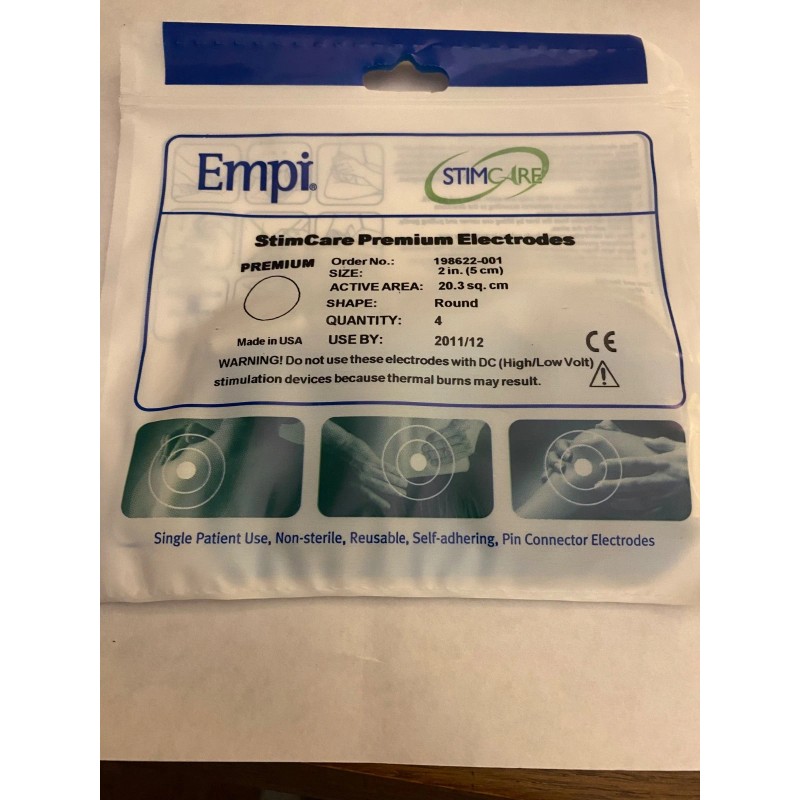 Empi®
STIMCARE
StimCare Premium Electrodes
PREMIUM
Order No.: 198622-001
SIZE: 2 in. (5 cm)
ACTIVE AREA: 20.3 sq. cm
SHAPE: Round
QUANTITY: 4
Made in USA USE BY: 2011/12
CE
WARNING! Do not use these electrodes with DC (High/Low Volt)
stimulation devices because thermal burns may result.
Single Patient Use, Non-sterile, Reusable, Self-adhering, Pin Connector Electrodes